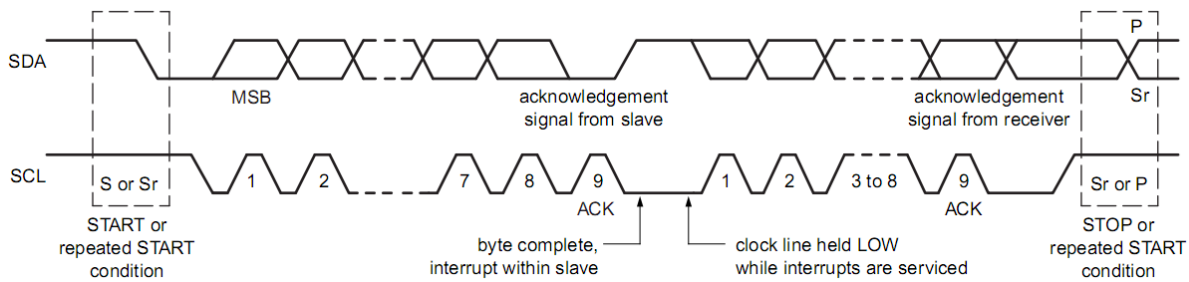 P
SDA
MSB
acknowledgement
signal from slave
acknowledgement
signal from receiver
Sr
SCL
S or Sr
1
2
7
8
9
1
2
3 to 8
9
Sr or P
ACK
ACK
START or
repeated START
condition
byte complete,
interrupt within slave
clock line held LOW
while interrupts are serviced
STOP or
repeated START
condition